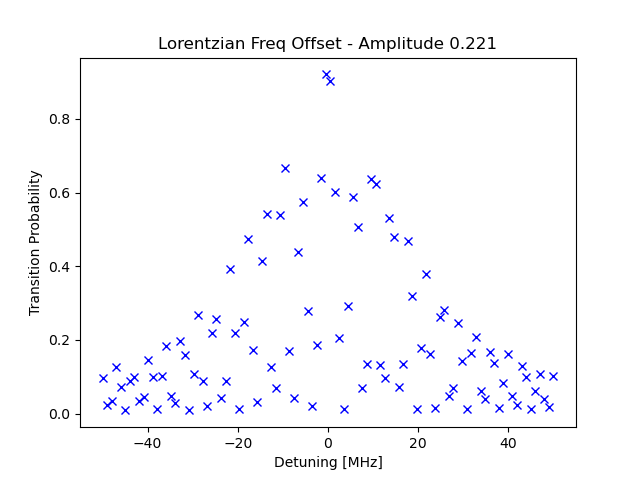 Lorentzian Freq Offset - Amplitude 0.221
Transition Probability
0.8
0.6
0.4
0.2
0.0
−40 −20 0 20 40
Detuning [MHz]